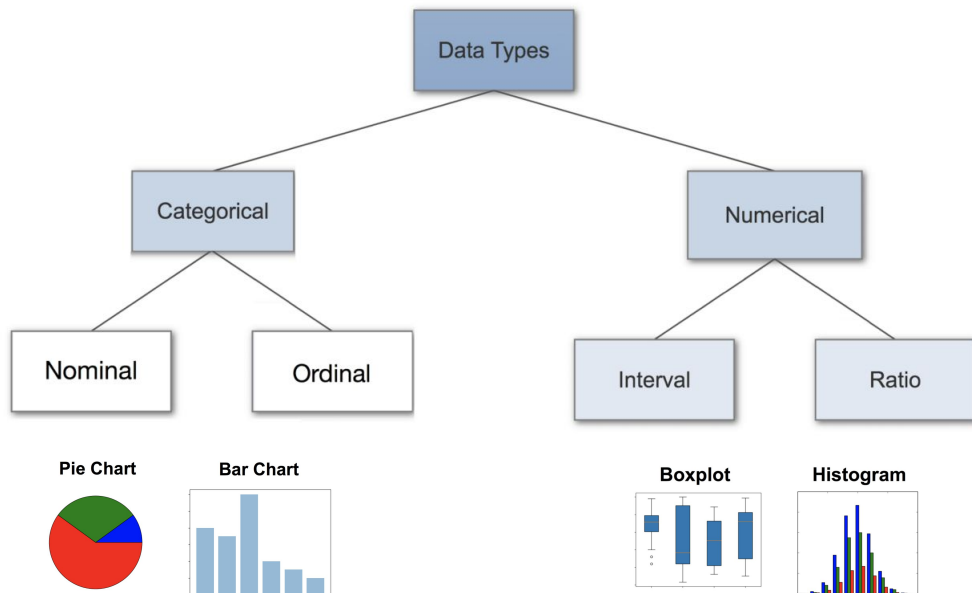 Data Types
Categorical
Numerical
Nominal
Ordinal
Interval
Ratio
Pie Chart
Bar Chart
Boxplot
Histogram